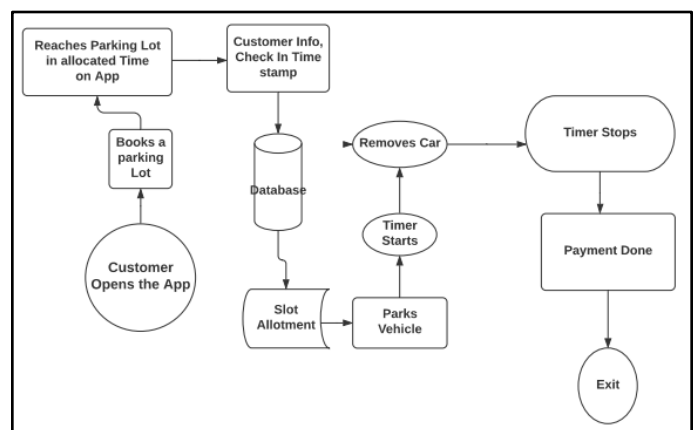 Reaches Parking Lot
in allocated Time
on App
Customer Info,
Check In Time
stamp
Books a
parking
Lot
Removes Car
Timer Stops
Database
Timer
Starts
Payment Done
Customer
Opens the App
Slot
Allotment
Parks
Vehicle
Exit